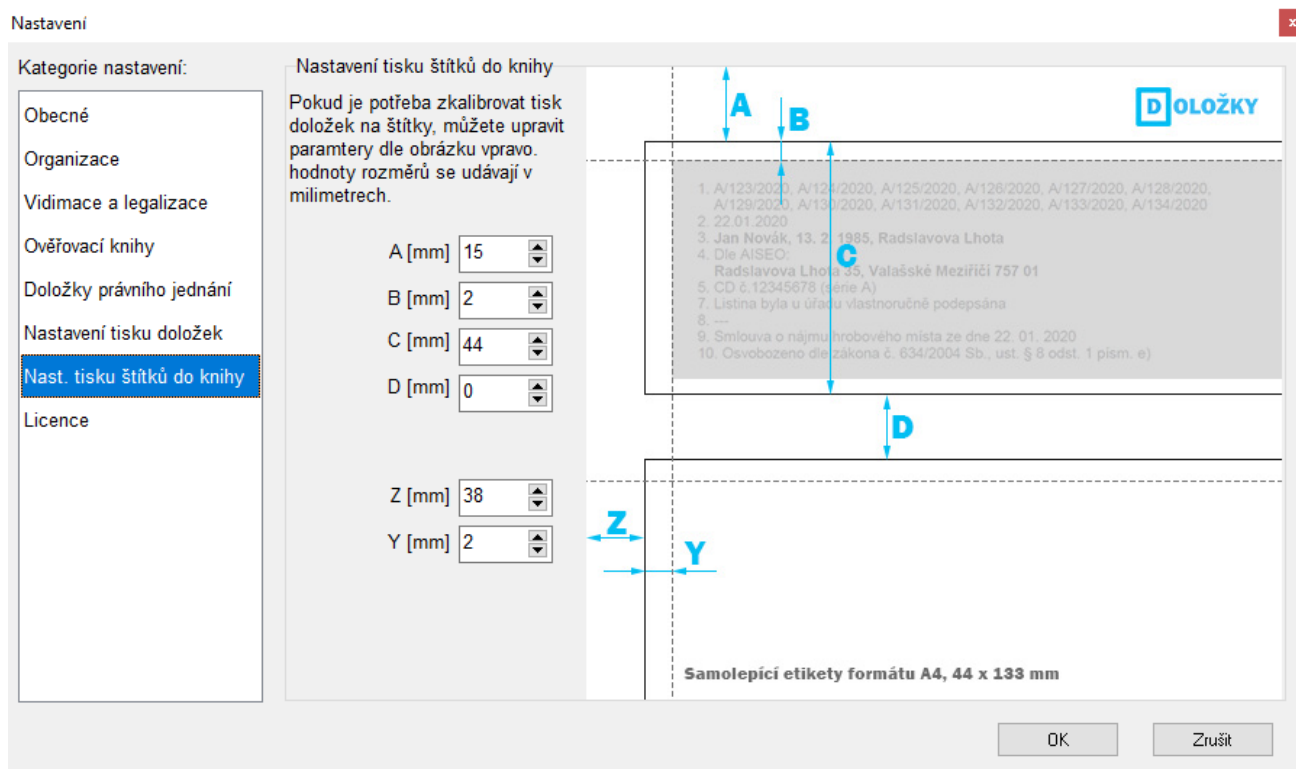 Nastavení
x
Kategorie nastavení:
Obecné
Organizace
Vidimace a legalizace
Ověřovací knihy
Doložky právního jednání
Nastavení tisku doložek
Nast. tisku štítků do knihy
Licence
Nastavení tisku štítků do knihy
Pokud je potřeba zkalibrovat tisk
doložek na štítky, můžete upravit
paramtery dle obrázku vpravo.
hodnoty rozměrů se udávají v
milimetrech.
A [mm] 15
B [mm] 2
C [mm] 44
D [mm] 0
Z [mm] 38
Y [mm] 2
A
B
DOLOŽKY
1. A/123/2020, A/124/2020, A/125/2020, A/126/2020, A/127/2020, A/128/2020,
A/129/2020, A/130/2020, A/131/2020, A/132/2020, A/133/2020, A/134/2020
2. 22.01.2020
3. Jan Novák, 13. 2. 1985, Radslavova Lhota
4. Dle AISEO:
Radslavova Lhota 35, Valašské Meziříčí 757 01
5. CD č.12345678 (série A)
7. Listina byla u úřadu vlastnoručně podepsána
8. ---
9. Smlouva o nájmu hrobového místa ze dne 22. 01. 2020
10. Osvobozeno dle zákona č. 634/2004 Sb., ust. § 8 odst. 1 písm. e)
C
D
Z
Y
Samolepící etikety formátu A4, 44 x 133 mm
OK
Zrušit